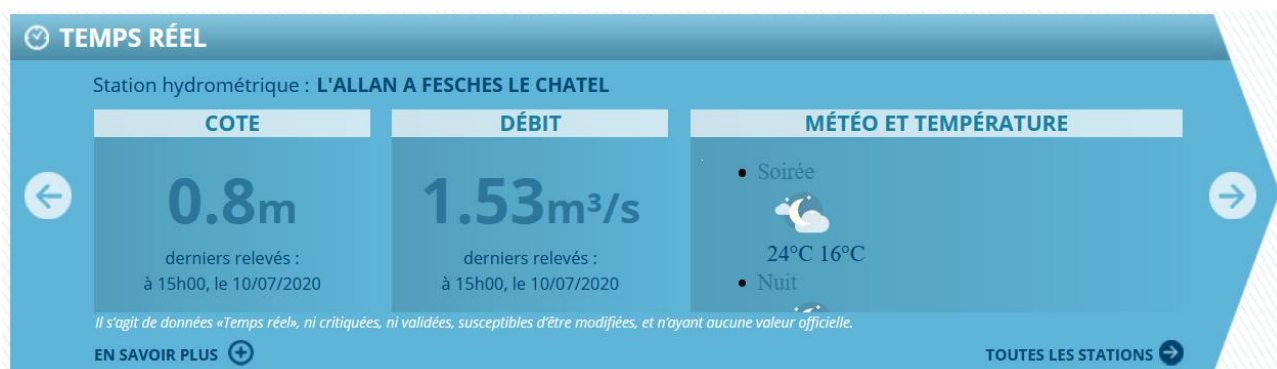 TEMPS RÉEL
Station hydrométrique : L'ALLAN A FESCHES LE CHATEL
COTE
0.8m
derniers relevés :
à 15h00, le 10/07/2020
DÉBIT
1.53m³/s
derniers relevés :
à 15h00, le 10/07/2020
MÉTÉO ET TEMPÉRATURE
Soirée
24°C 16°C
Nuit
Il s'agit de données «Temps réel», ni critiquées, ni validées, susceptibles d'être modifiées, et n'ayant aucune valeur officielle.
EN SAVOIR PLUS
TOUTES LES STATIONS